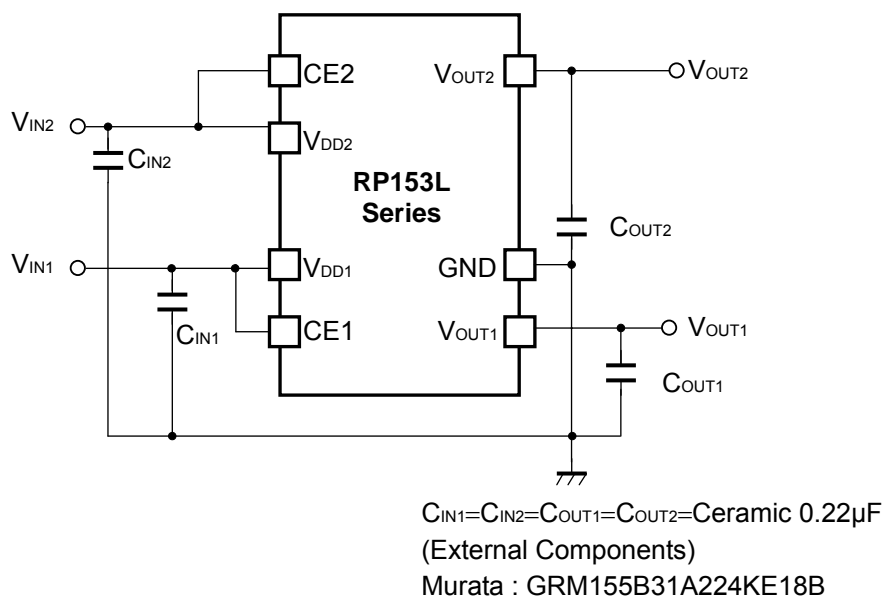 CE2
VOUT2
VOUT2
VIN2
CIN2
VDD2
RP153L
Series
COUT2
VIN1
VDD1
GND
CIN1
CE1
VOUT1
VOUT1
COUT1
CIN1=CIN2=COUT1=COUT2=Ceramic 0.22µF
(External Components)
Murata : GRM155B31A224KE18B